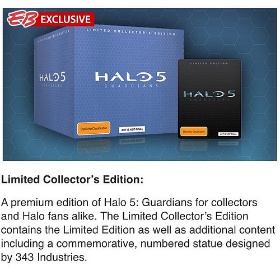 EB EXCLUSIVE
LIMITED COLLECTOR'S EDITION
HALO 5
GUARDIANS
HALO 5
GUARDIANS
Limited Collector's Edition:
A premium edition of Halo 5: Guardians for collectors
and Halo fans alike. The Limited Collector's Edition
contains the Limited Edition as well as additional content
including a commemorative, numbered statue designed
by 343 Industries.